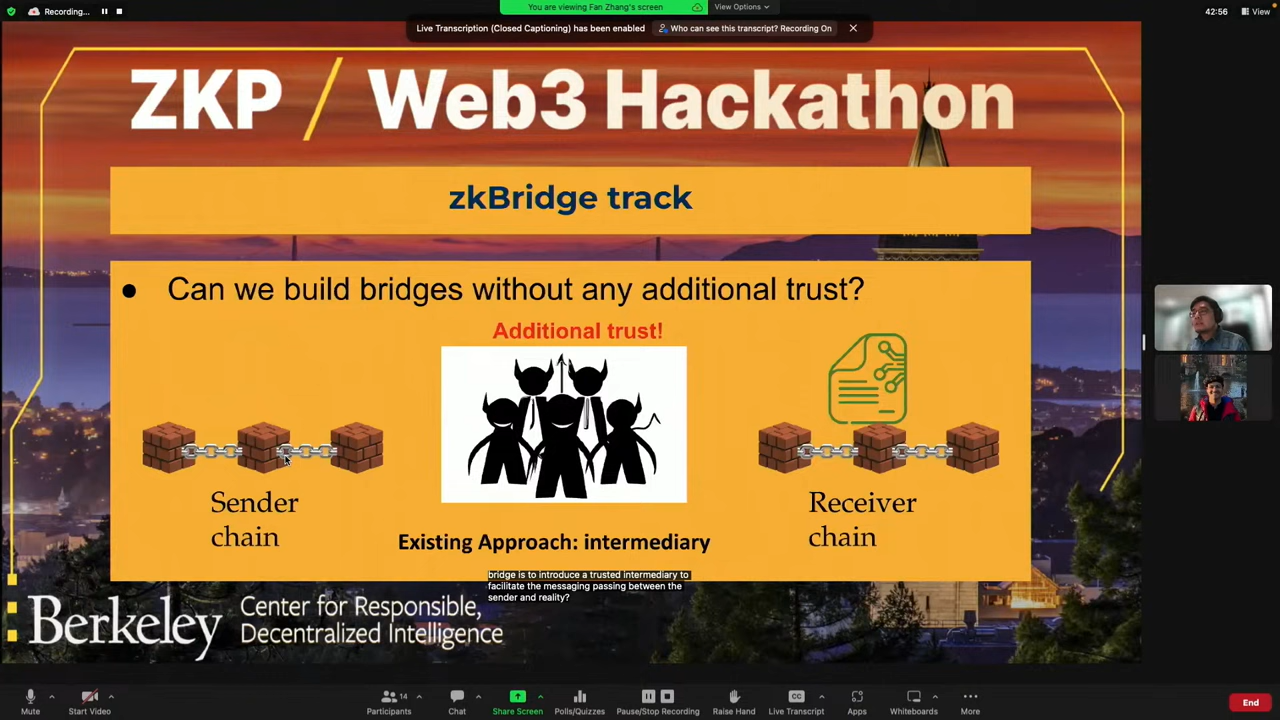 Recording...
You are viewing Fan Zhang's screen
View Options
42:56
View
Live Transcription (Closed Captioning) has been enabled
Who can see this transcript? Recording On
ZKP / Web3 Hackathon
zkBridge track
● Can we build bridges without any additional trust?
Additional trust!
Sender
chain
Existing Approach: intermediary
Receiver
chain
bridge is to introduce a trusted intermediary to
facilitate the messaging passing between the
sender and reality?
Berkeley
Center for Responsible,
Decentralized Intelligence
Mute
Start Video
14
Participants
Chat
Share Screen
Polls/Quizzes
Pause/Stop Recording
Raise Hand
CC
Live Transcript
Apps
Whiteboards
More
End